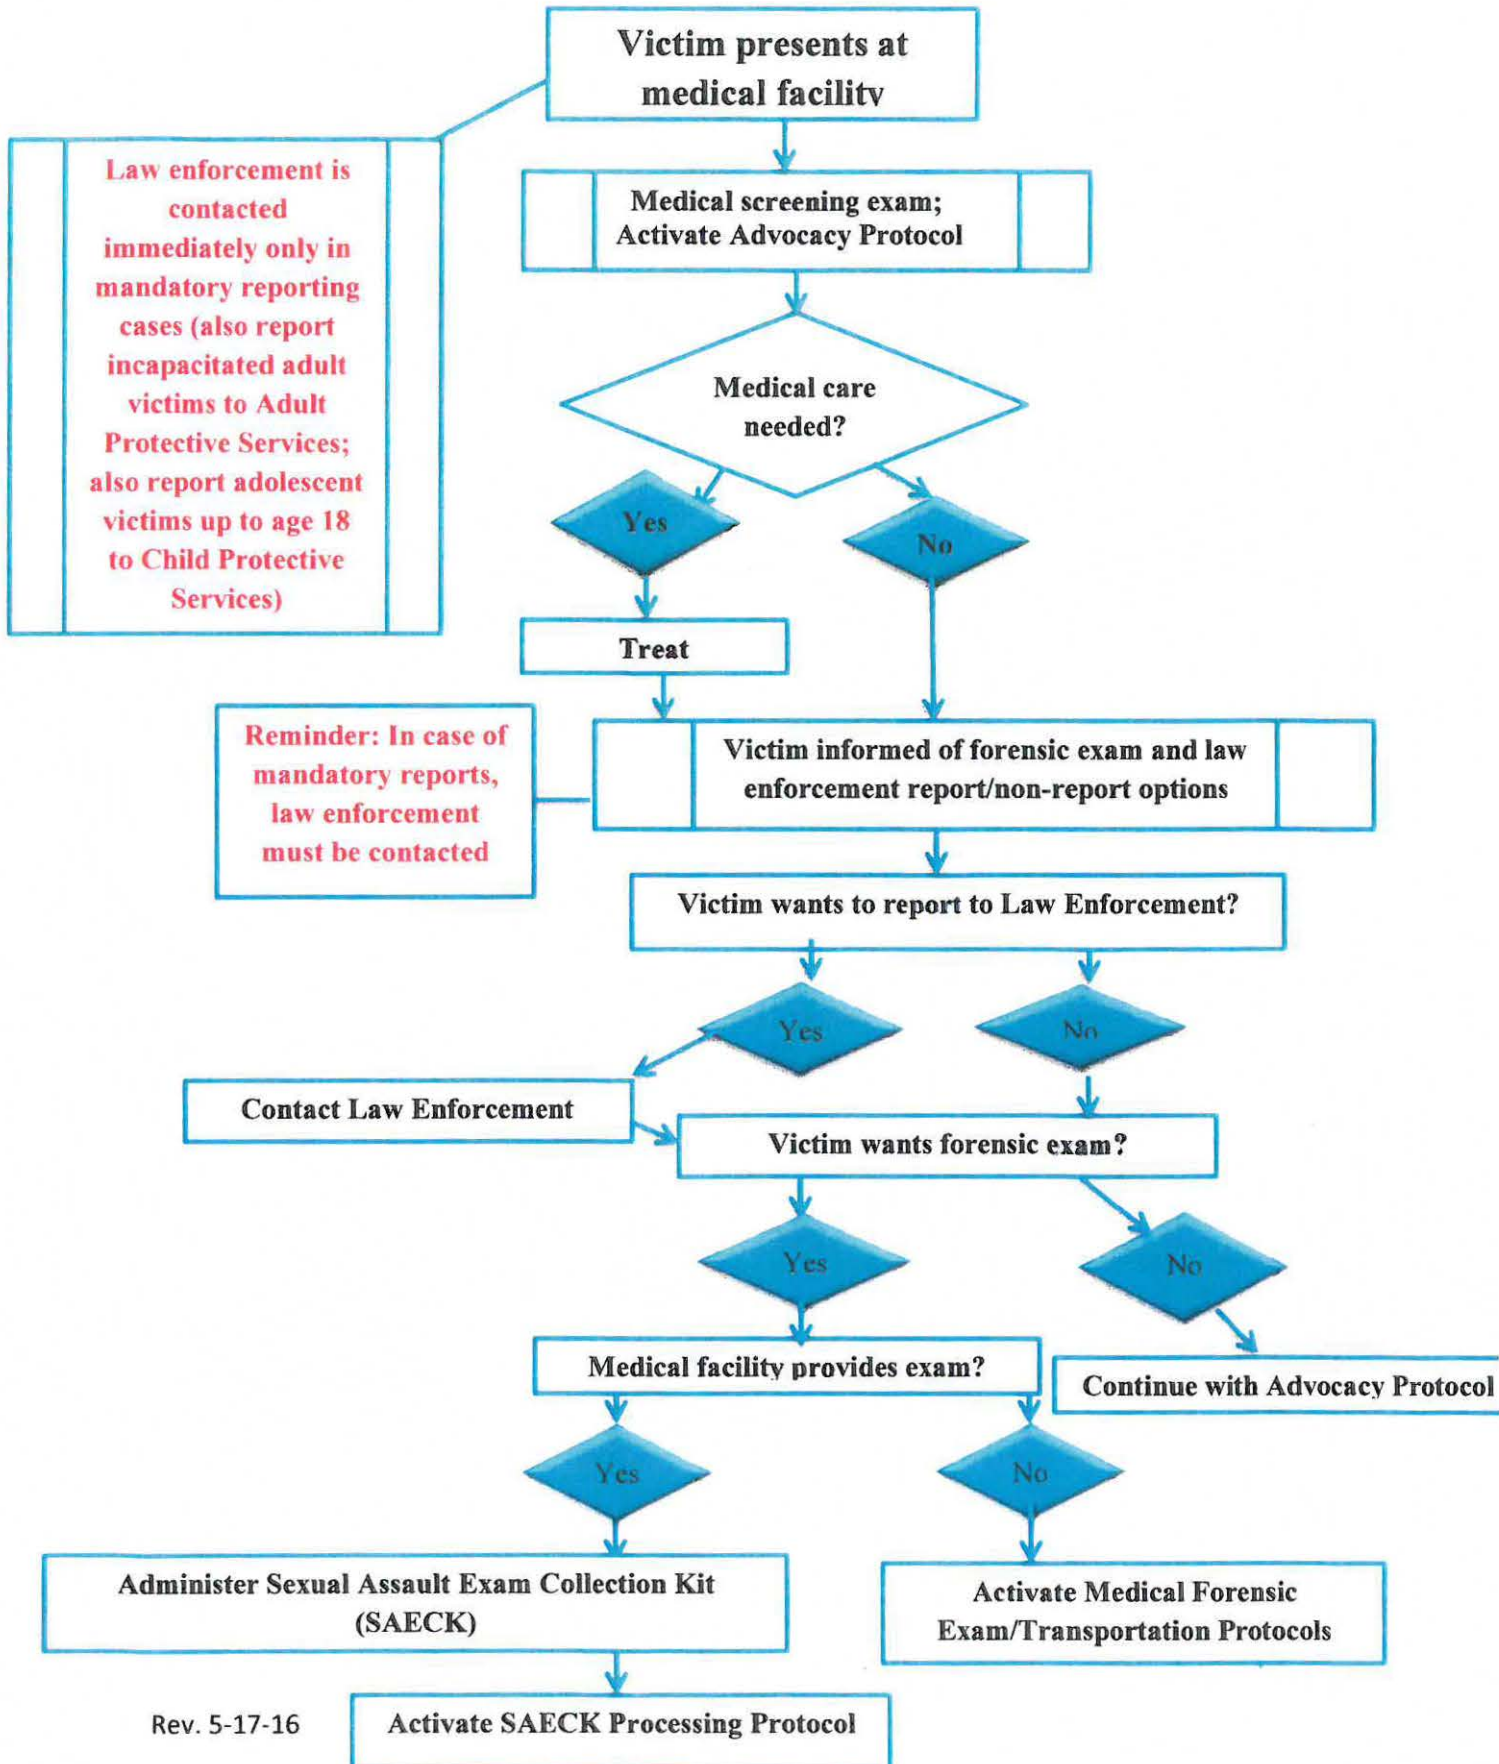 Victim presents at
medical facility
Law enforcement is
contacted
immediately only in
mandatory reporting
cases (also report
incapacitated adult
victims to Adult
Protective Services;
also report adolescent
victims up to age 18
to Child Protective
Services)
Medical screening exam;
Activate Advocacy Protocol
Medical care
needed?
Yes
No
Treat
Reminder: In case of
mandatory reports,
law enforcement
must be contacted
Victim informed of forensic exam and law
enforcement report/non-report options
Victim wants to report to Law Enforcement?
Yes
No
Contact Law Enforcement
Victim wants forensic exam?
Yes
No
Medical facility provides exam?
Continue with Advocacy Protocol
Yes
No
Administer Sexual Assault Exam Collection Kit
(SAECK)
Activate Medical Forensic
Exam/Transportation Protocols
Rev. 5-17-16
Activate SAECK Processing Protocol